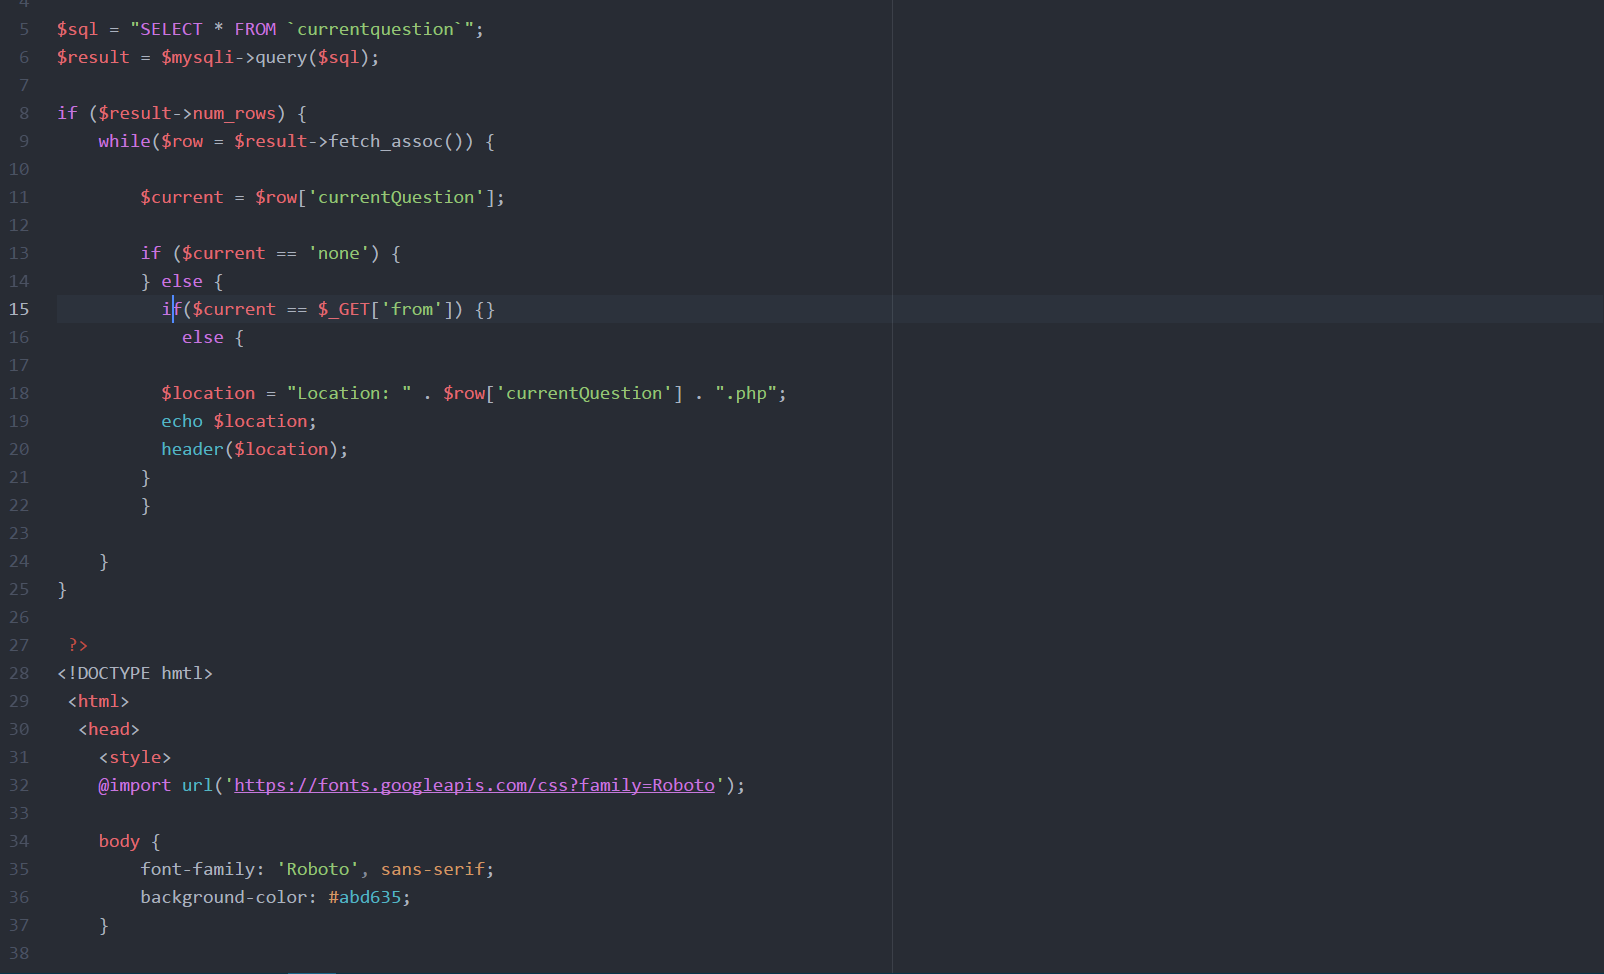 4
5 $sql = "SELECT * FROM `currentquestion`";
6 $result = $mysqli->query($sql);
7
8 if ($result->num_rows) {
9     while($row = $result->fetch_assoc()) {
10
11         $current = $row['currentQuestion'];
12
13         if ($current == 'none') {
14         } else {
15           if($current == $_GET['from']) {}
16             else {
17
18           $location = "Location: " . $row['currentQuestion'] . ".php";
19           echo $location;
20           header($location);
21         }
22         }
23
24     }
25 }
26
27  ?>
28 <!DOCTYPE hmtl>
29  <html>
30   <head>
31     <style>
32     @import url('https://fonts.googleapis.com/css?family=Roboto');
33
34     body {
35         font-family: 'Roboto', sans-serif;
36         background-color: #abd635;
37     }
38